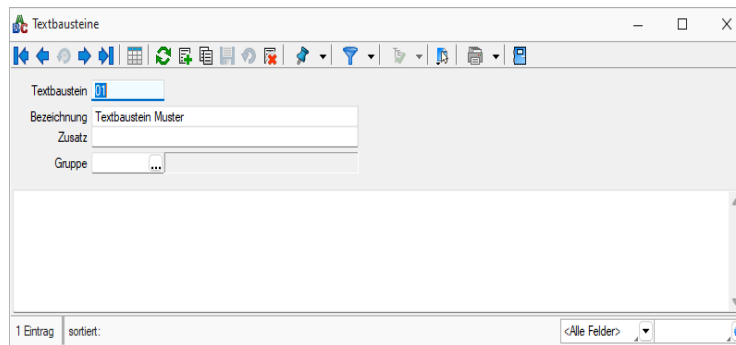 Textbausteine
Textbaustein 01
Bezeichnung Textbaustein Muster
Zusatz
Gruppe ...
1 Eintrag sortiert: <Alle Felder>